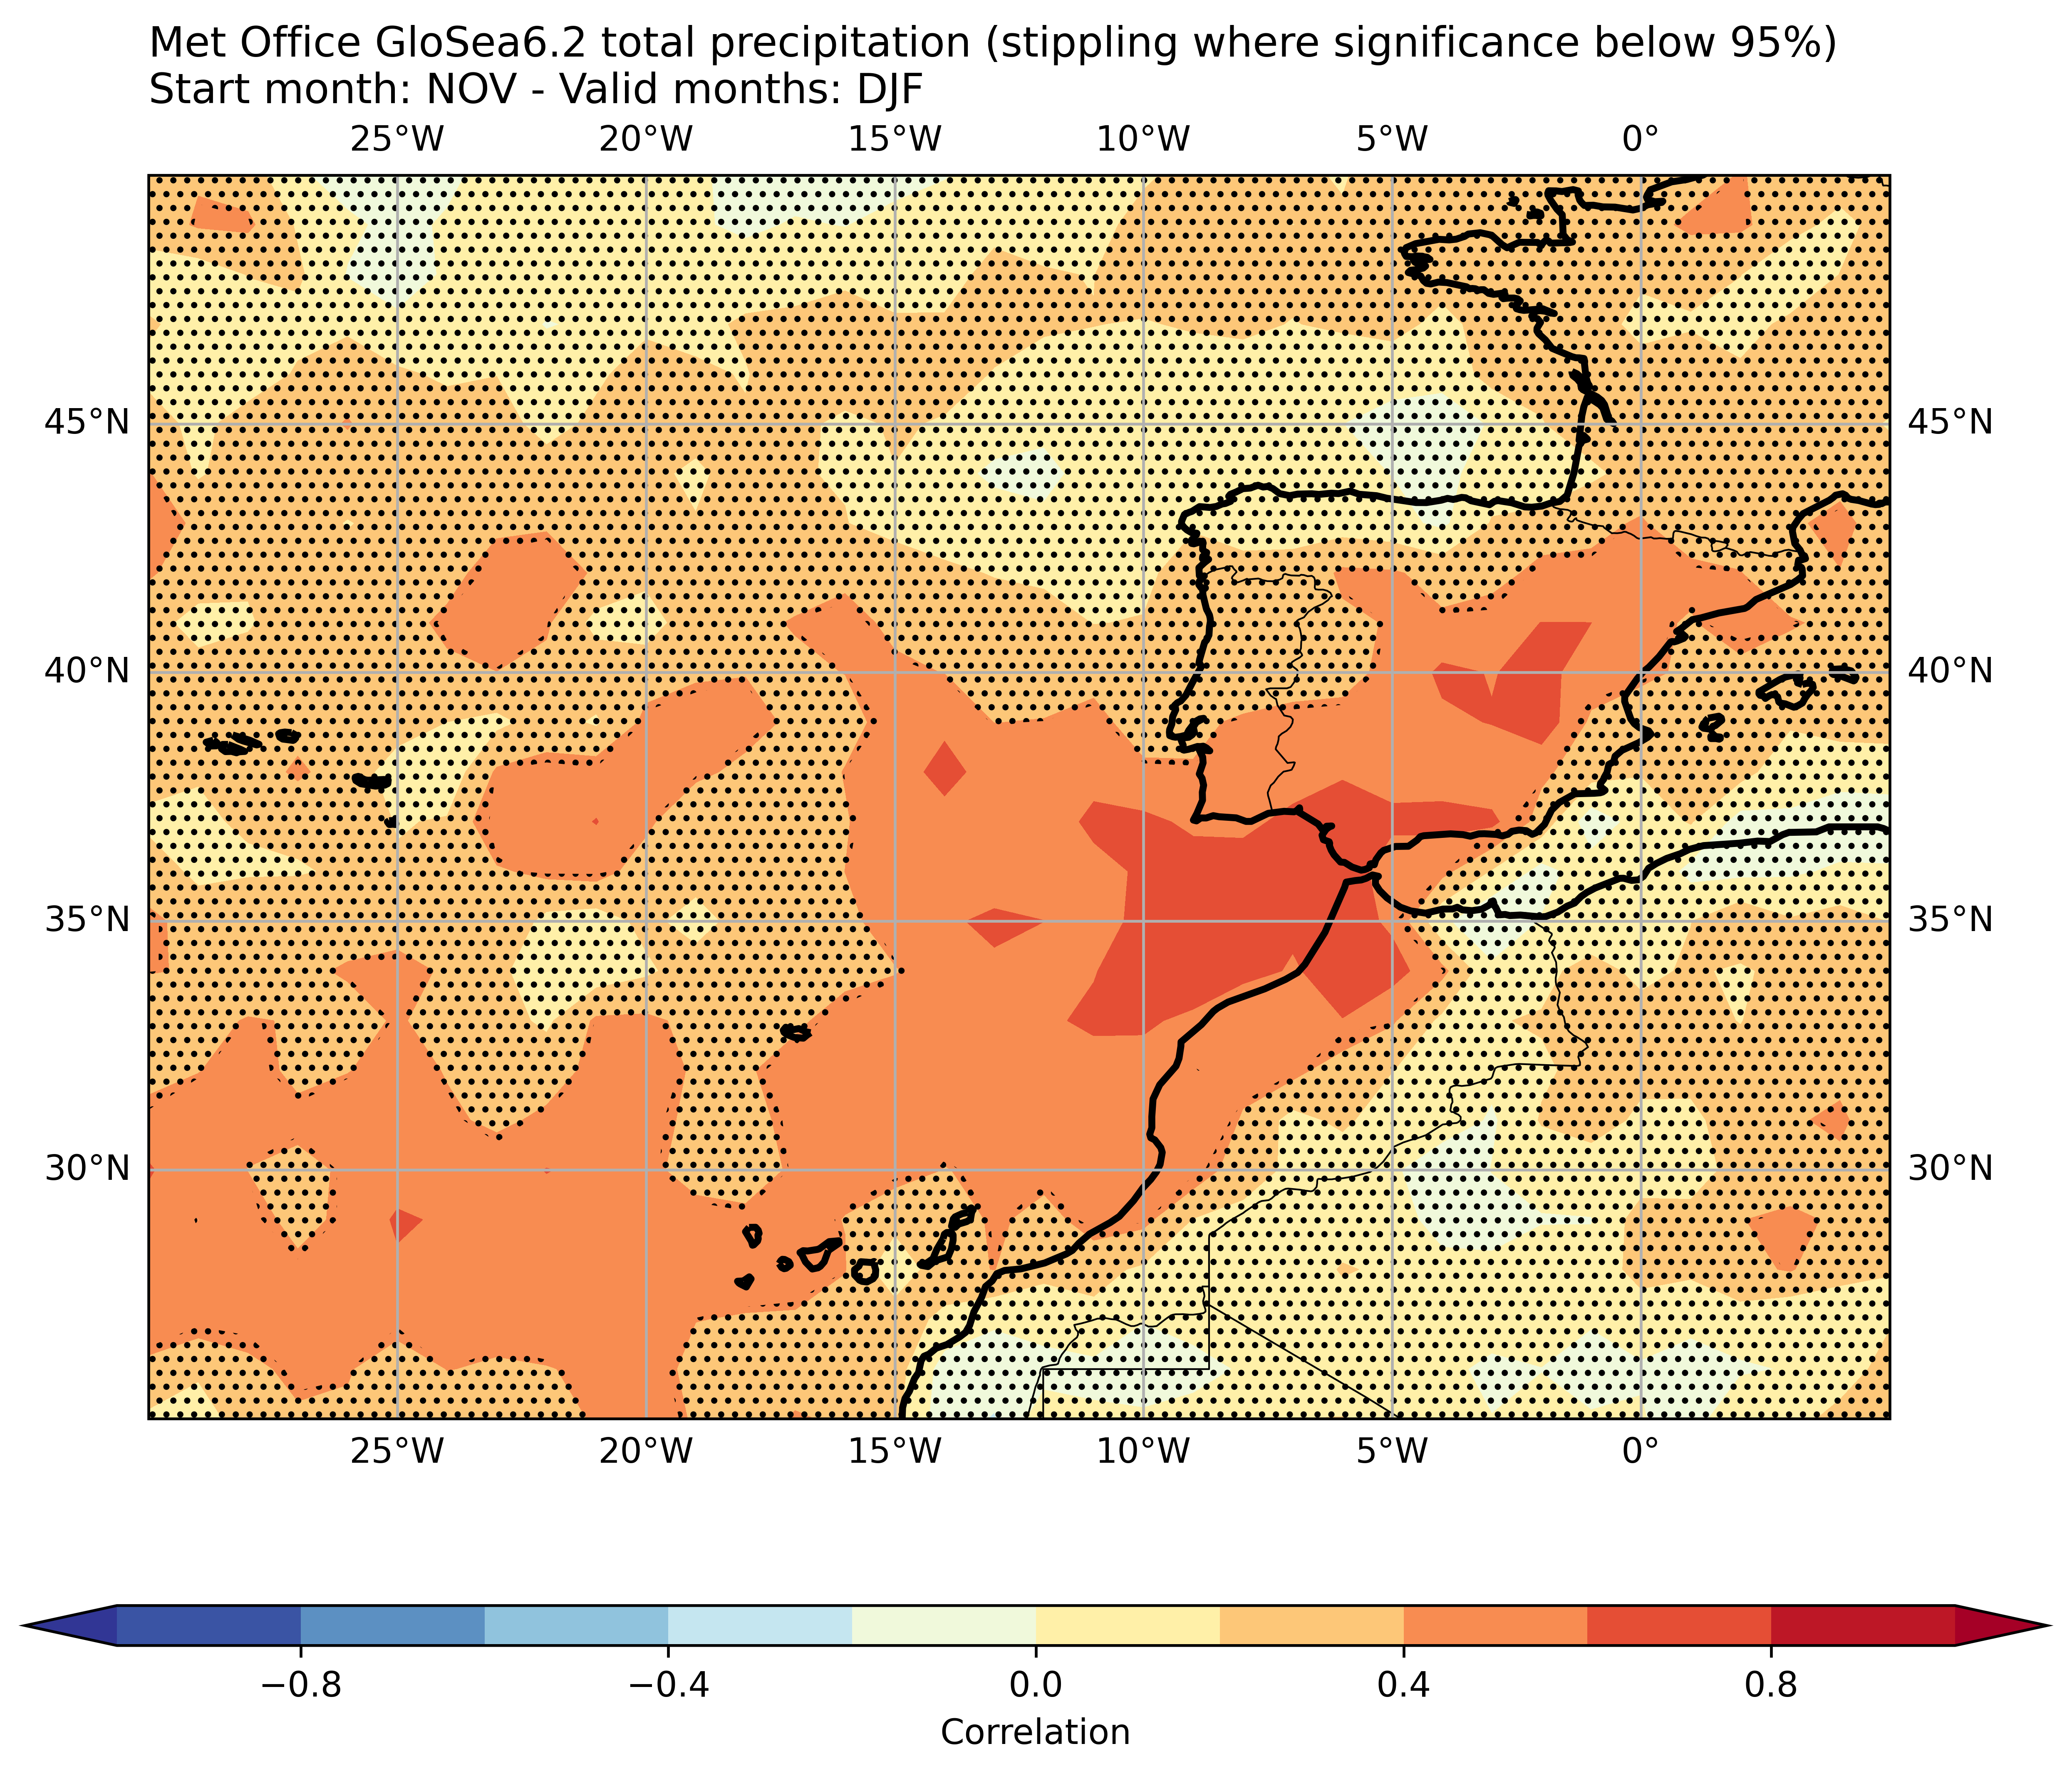 Met Office GloSea6.2 total precipitation (stippling where significance below 95%)
Start month: NOV - Valid months: DJF
25°W 20°W 15°W 10°W 5°W 0°
45°N 45°N
40°N 40°N
35°N 35°N
30°N 30°N
25°W 20°W 15°W 10°W 5°W 0°
−0.8 −0.4 0.0 0.4 0.8
Correlation